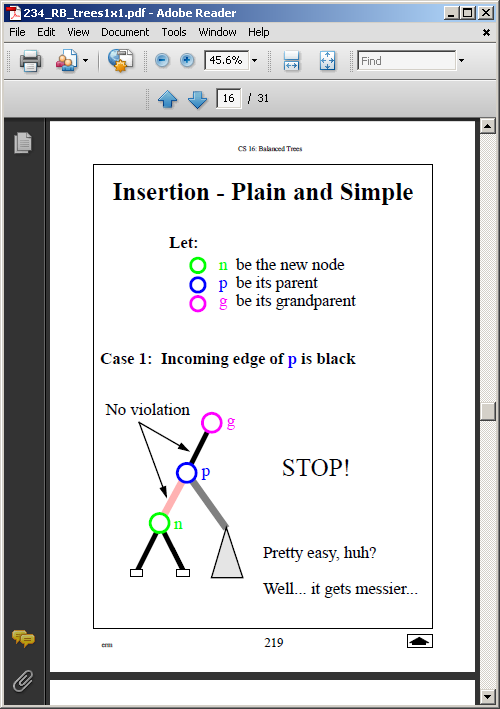 234_RB_trees1x1.pdf - Adobe Reader
File Edit View Document Tools Window Help
45.6%
Find
16 / 31
CS 16: Balanced Trees
Insertion - Plain and Simple
Let:
n be the new node
p be its parent
g be its grandparent
Case 1: Incoming edge of p is black
No violation
g
p
STOP!
n
Pretty easy, huh?
Well... it gets messier...
erm
219